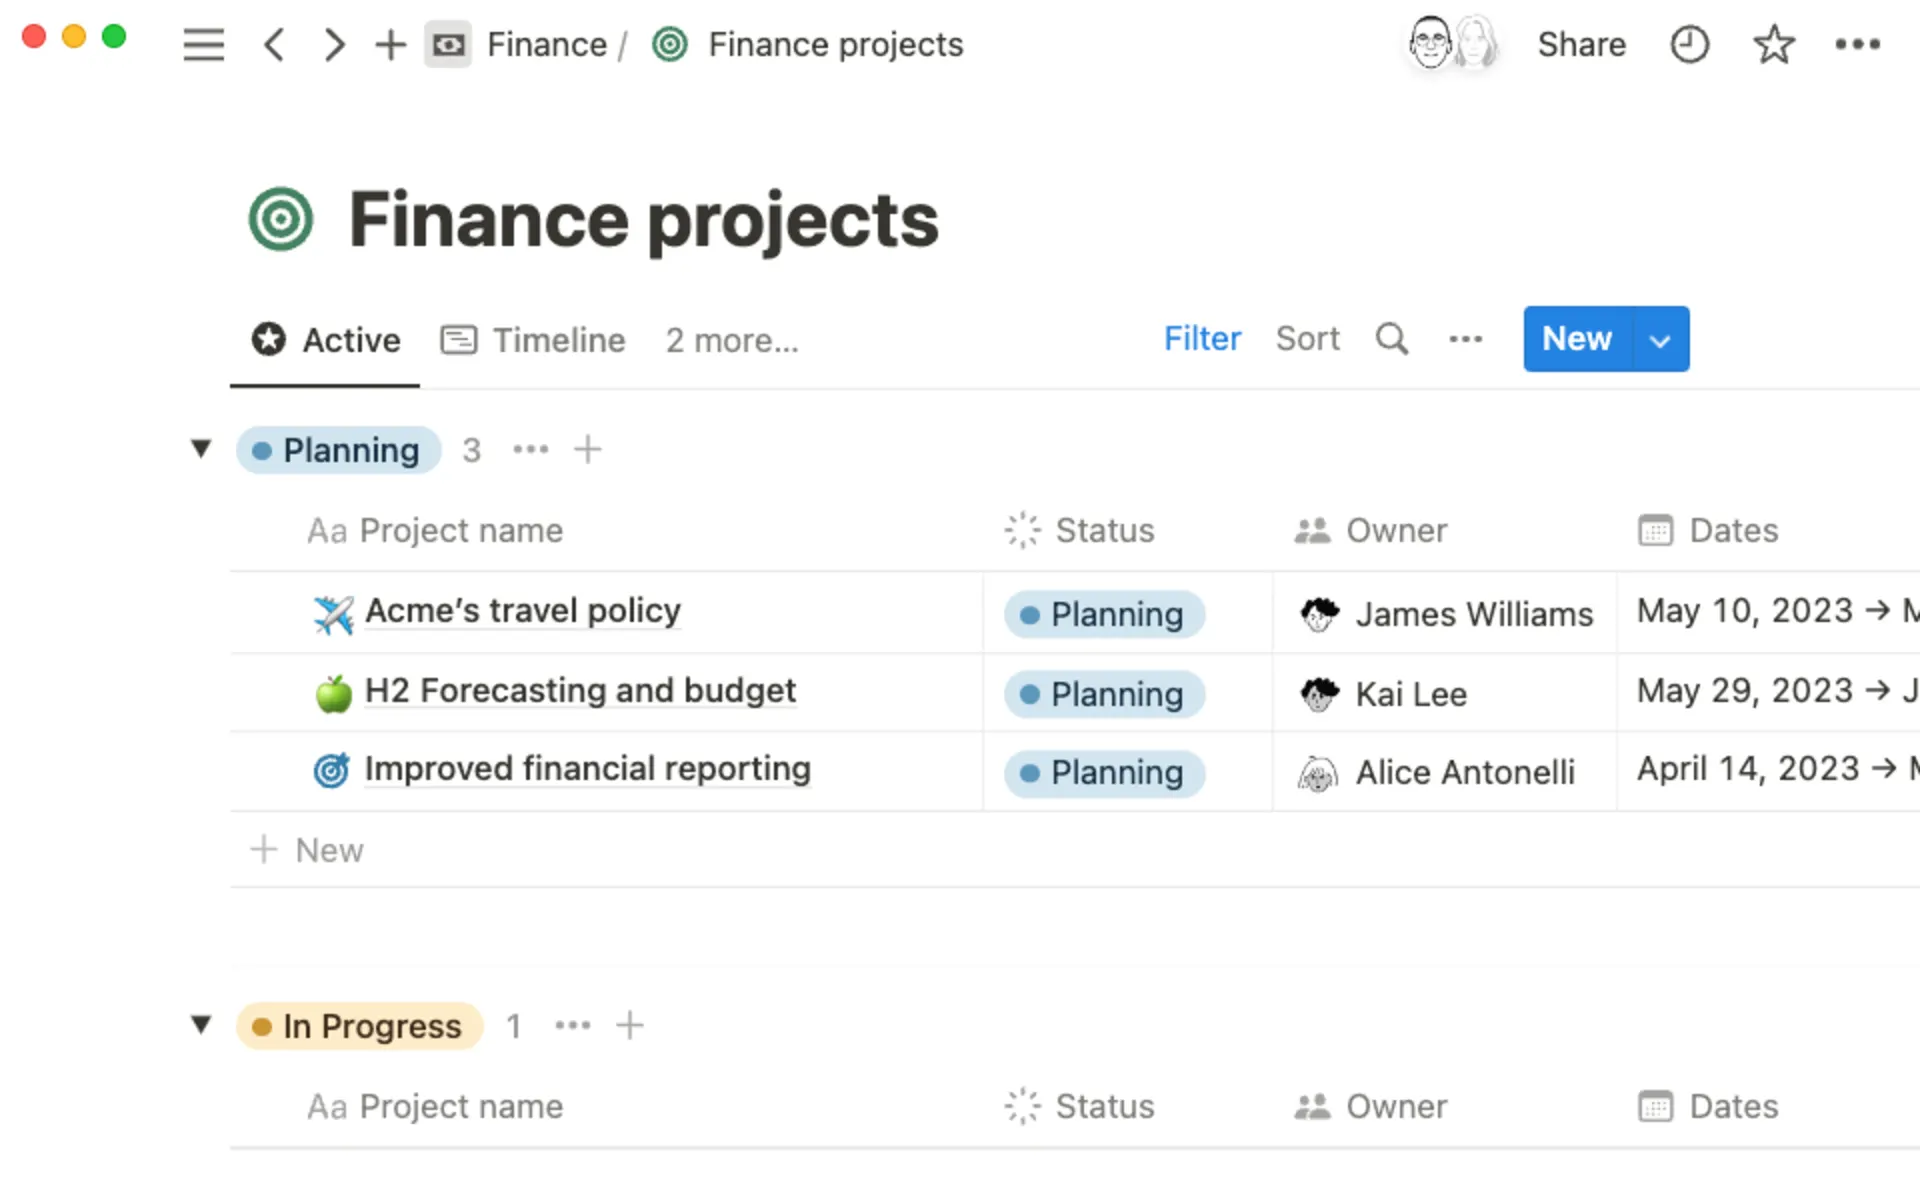 Finance / Finance projects Share
Finance projects
Active Timeline 2 more... Filter Sort New
Planning 3
Aa Project name Status Owner Dates
Acme’s travel policy Planning James Williams May 10, 2023 →
H2 Forecasting and budget Planning Kai Lee May 29, 2023 → J
Improved financial reporting Planning Alice Antonelli April 14, 2023 →
New
In Progress 1
Aa Project name Status Owner Dates